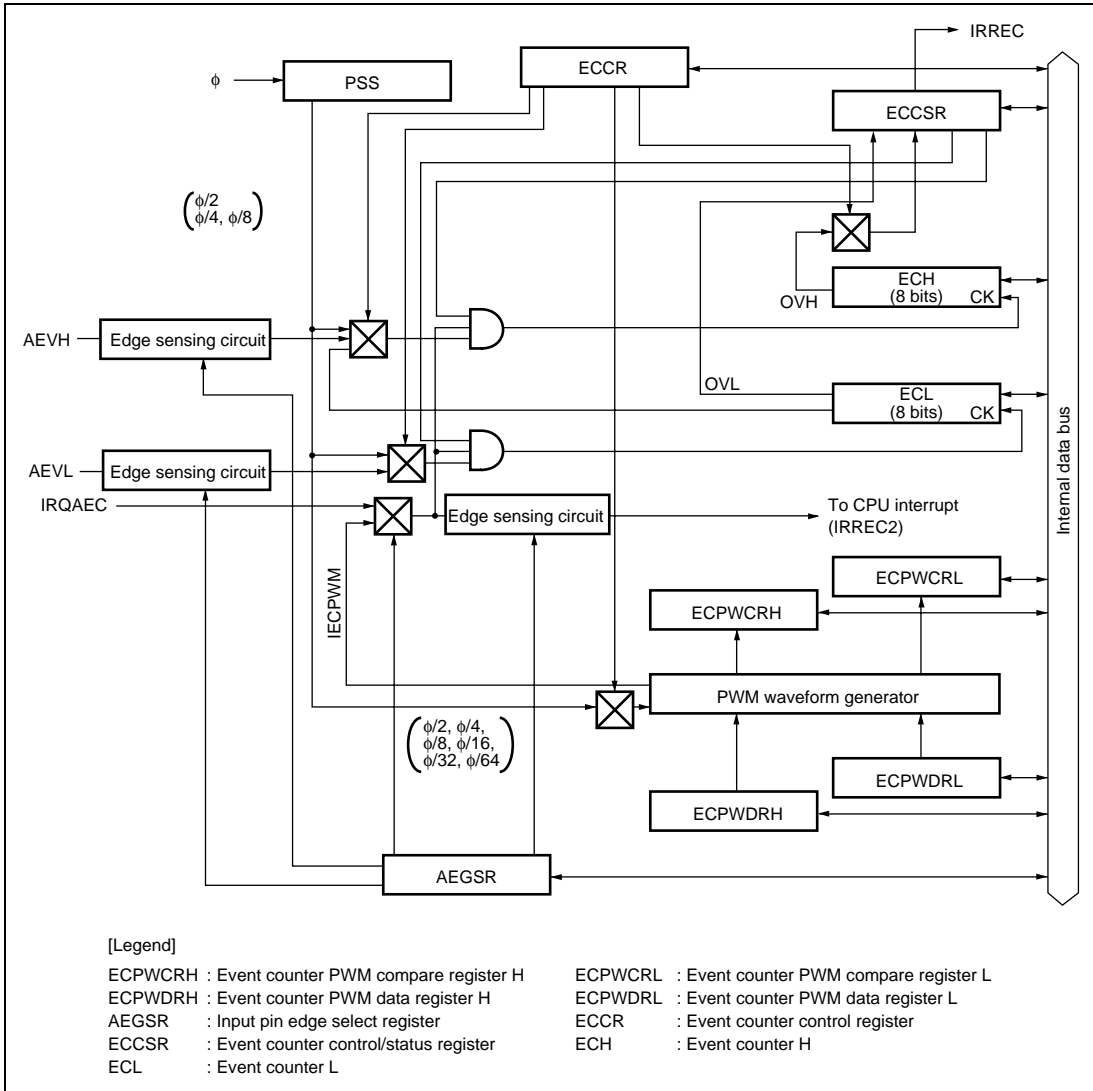 IRREC
ECCR
φ
PSS
ECCSR
φ/2
φ/4, φ/8
ECH
(8 bits)
CK
OVH
AEVH
Edge sensing circuit
OVL
ECL
(8 bits)
CK
AEVL
Edge sensing circuit
IRQAEC
Edge sensing circuit
To CPU interrupt
(IRREC2)
Internal data bus
ECPWCRL
IECPWM
ECPWCRH
PWM waveform generator
φ/2, φ/4,
φ/8, φ/16,
φ/32, φ/64
ECPWDRL
ECPWDRH
AEGSR
[Legend]
ECPWCRH : Event counter PWM compare register H
ECPWCRL : Event counter PWM compare register L
ECPWDRH : Event counter PWM data register H
ECPWDRL : Event counter PWM data register L
AEGSR : Input pin edge select register
ECCR : Event counter control register
ECCSR : Event counter control/status register
ECH : Event counter H
ECL : Event counter L